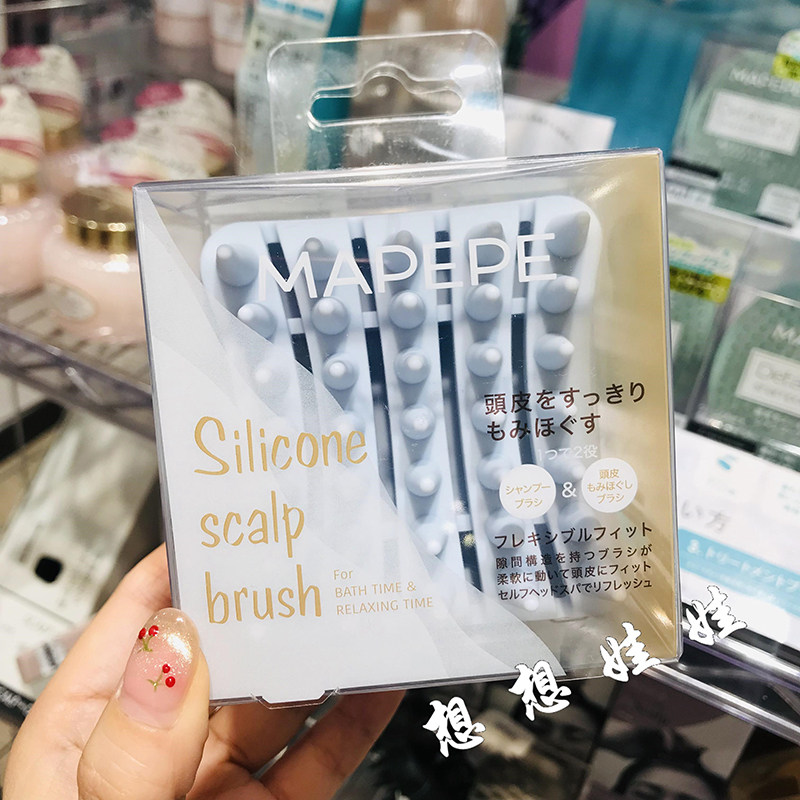 MAPEPE
頭皮をすっきり
もみほぐす
1つで2役
シャンプー
ブラシ
&
頭皮
もみほぐし
ブラシ
フレキシブルフィット
隙間構造を持つブラシが
柔軟に動いて頭皮にフィット
セルフヘッドスパでリフレッシュ
Silicone
scalp
brush
For
BATH TIME &
RELAXING TIME
MAPEPE
い方
想想娃娃